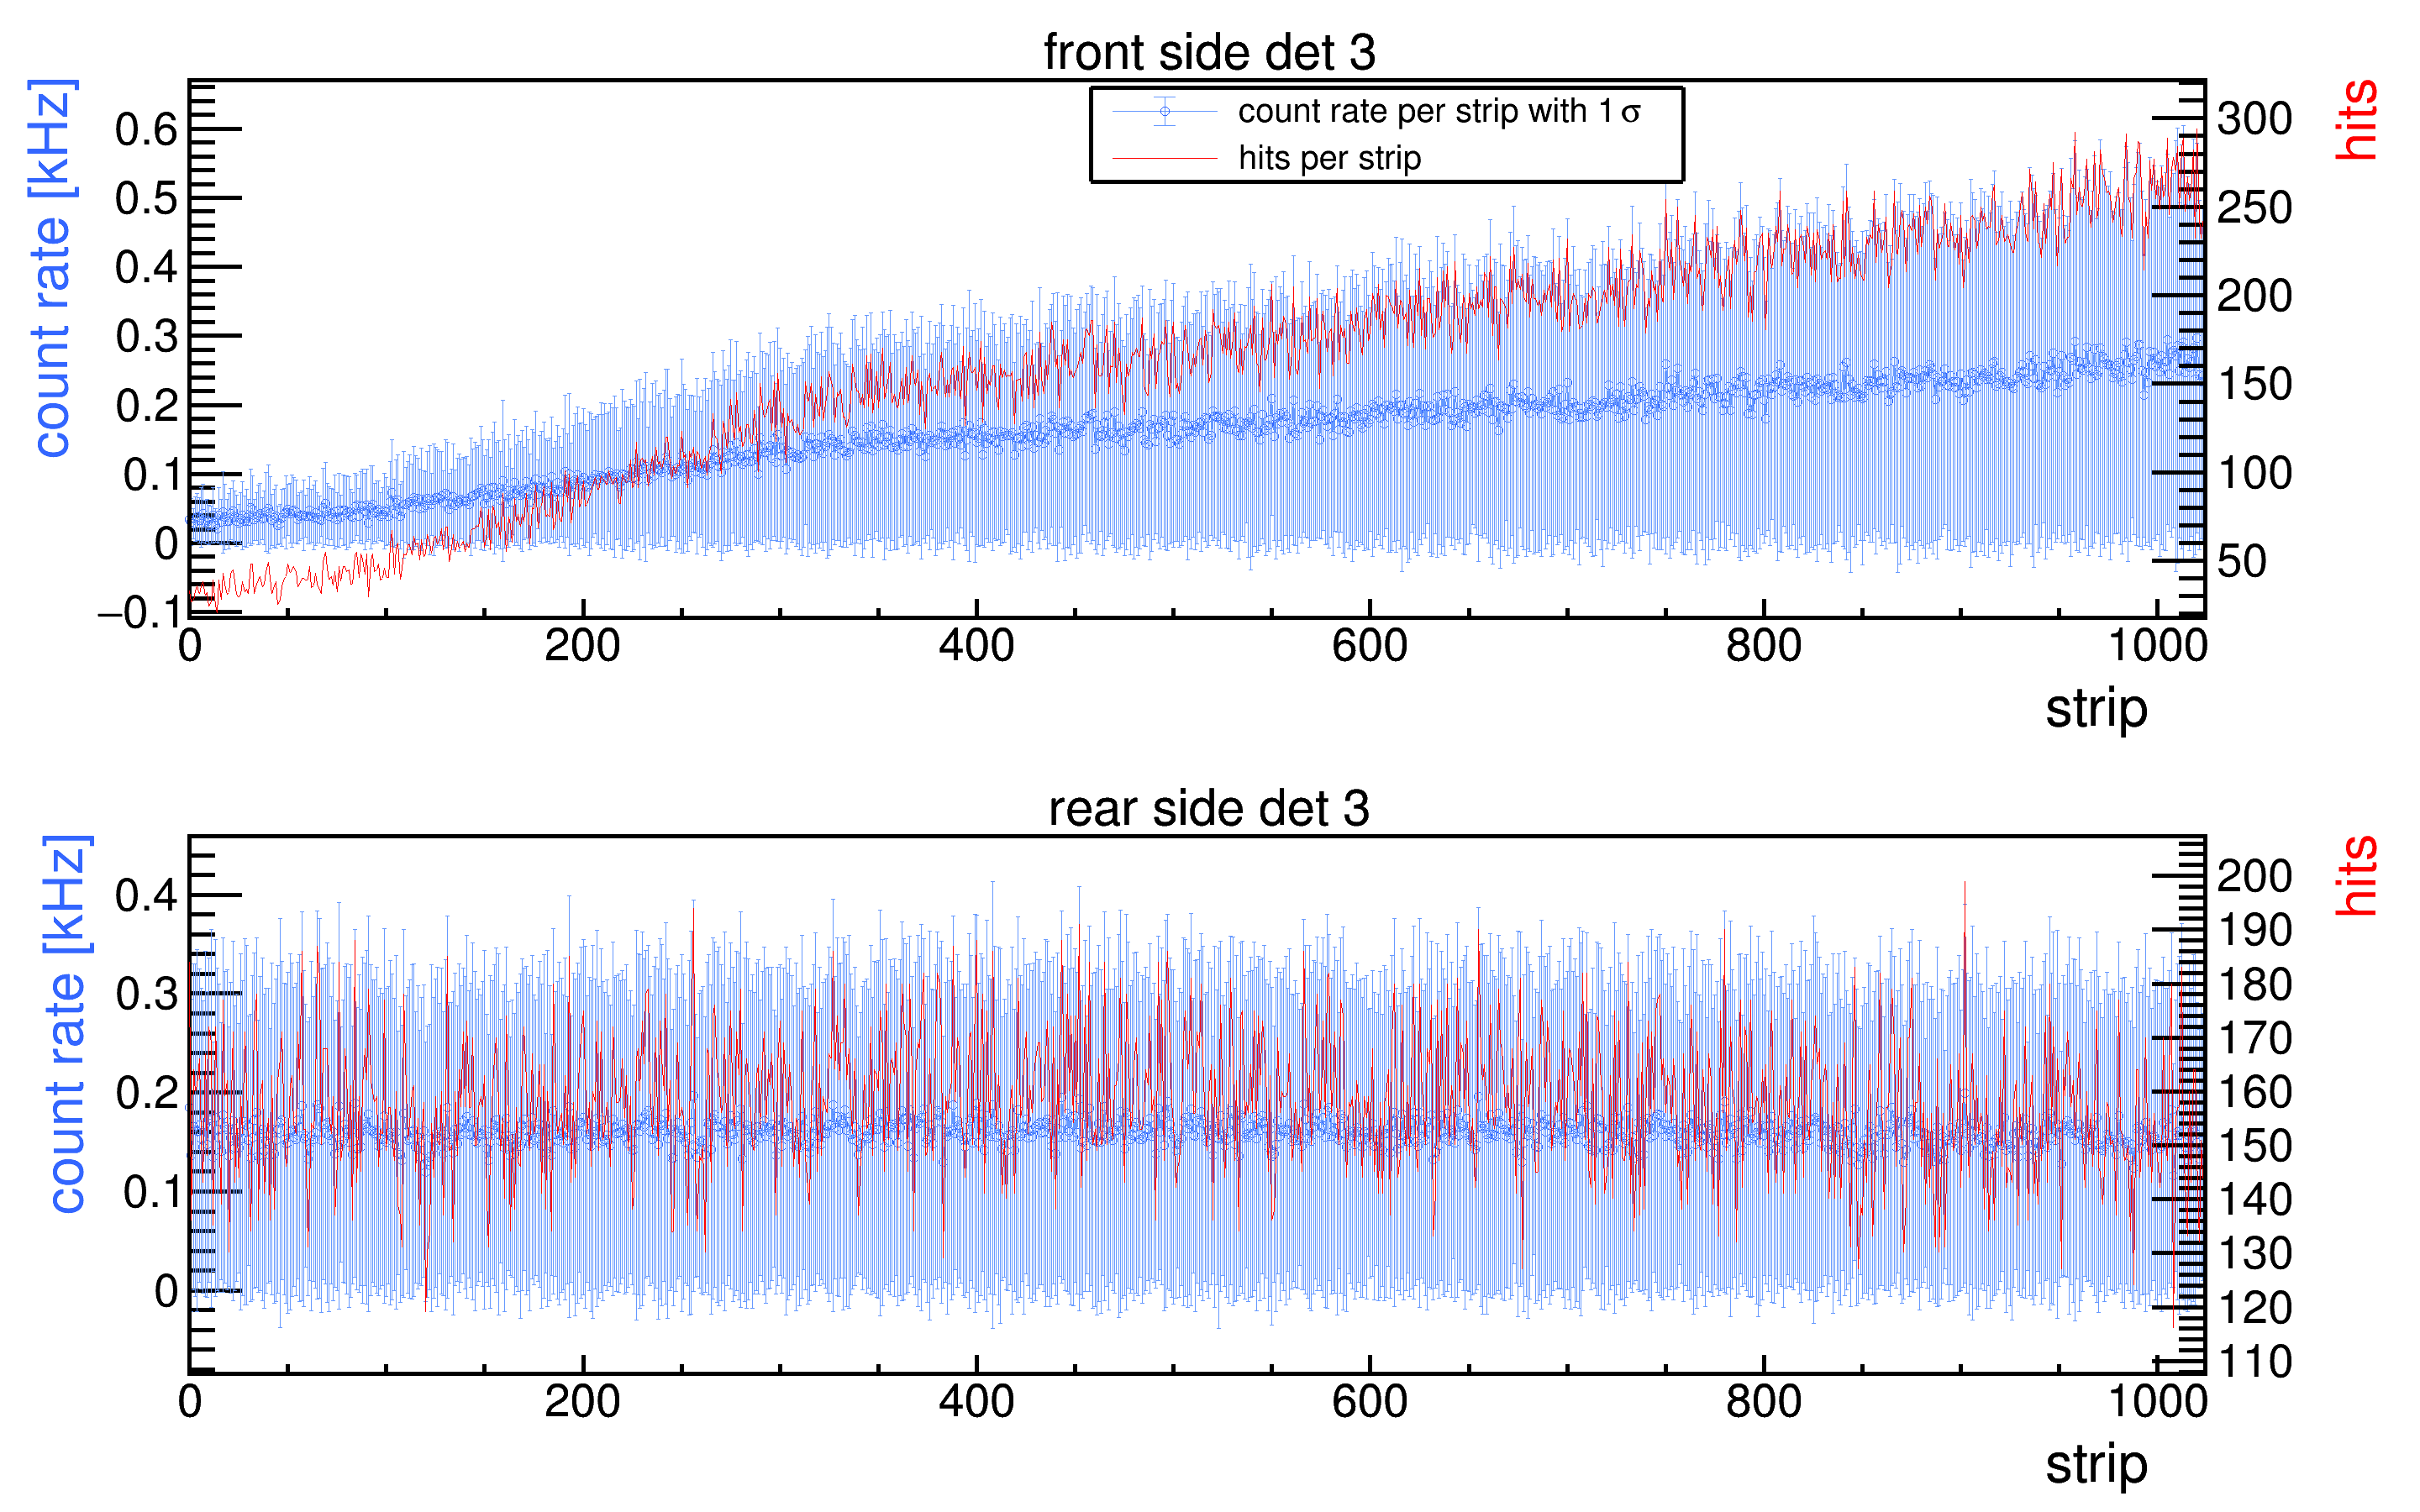 front side det 3
count rate [kHz]
hits
count rate per strip with 1 σ
hits per strip
0.6
0.5
0.4
0.3
0.2
0.1
0
−0.1
300
250
200
150
100
50
0 200 400 600 800 1000
strip
rear side det 3
count rate [kHz]
hits
0.4
0.3
0.2
0.1
0
200
190
180
170
160
150
140
130
120
110
0 200 400 600 800 1000
strip